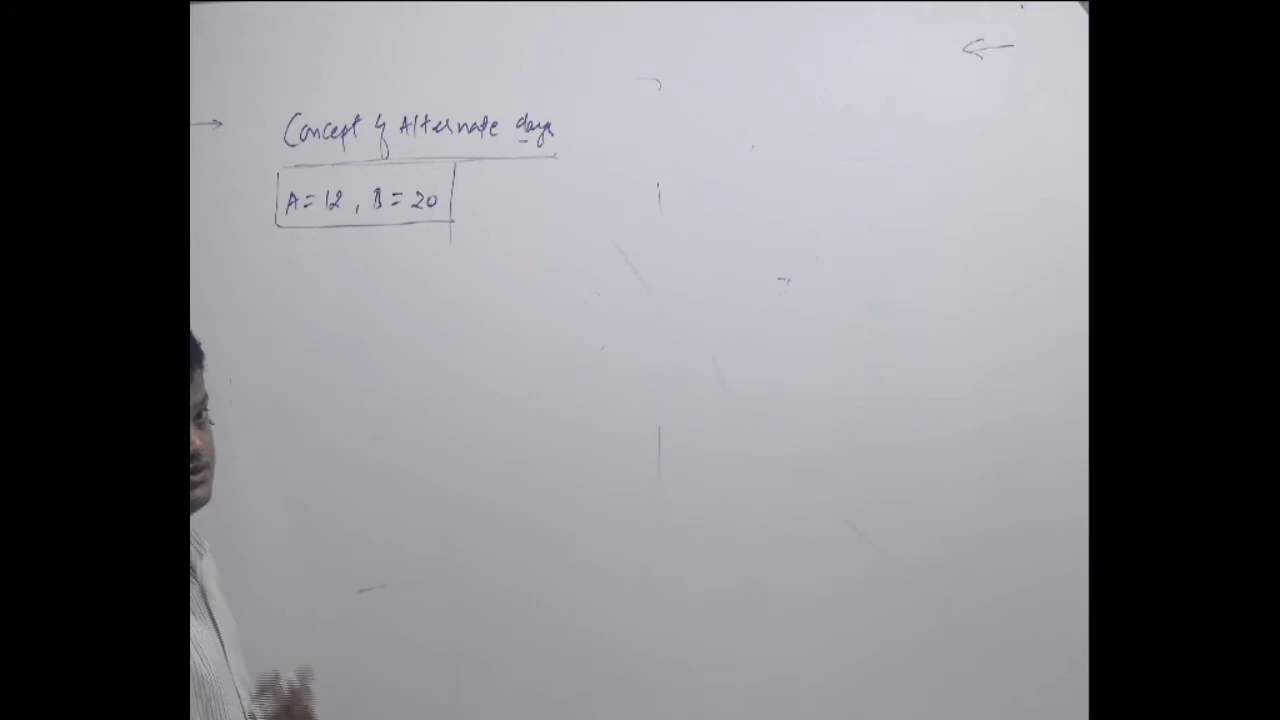 Concept of Alternate days
A = 12 , B = 20